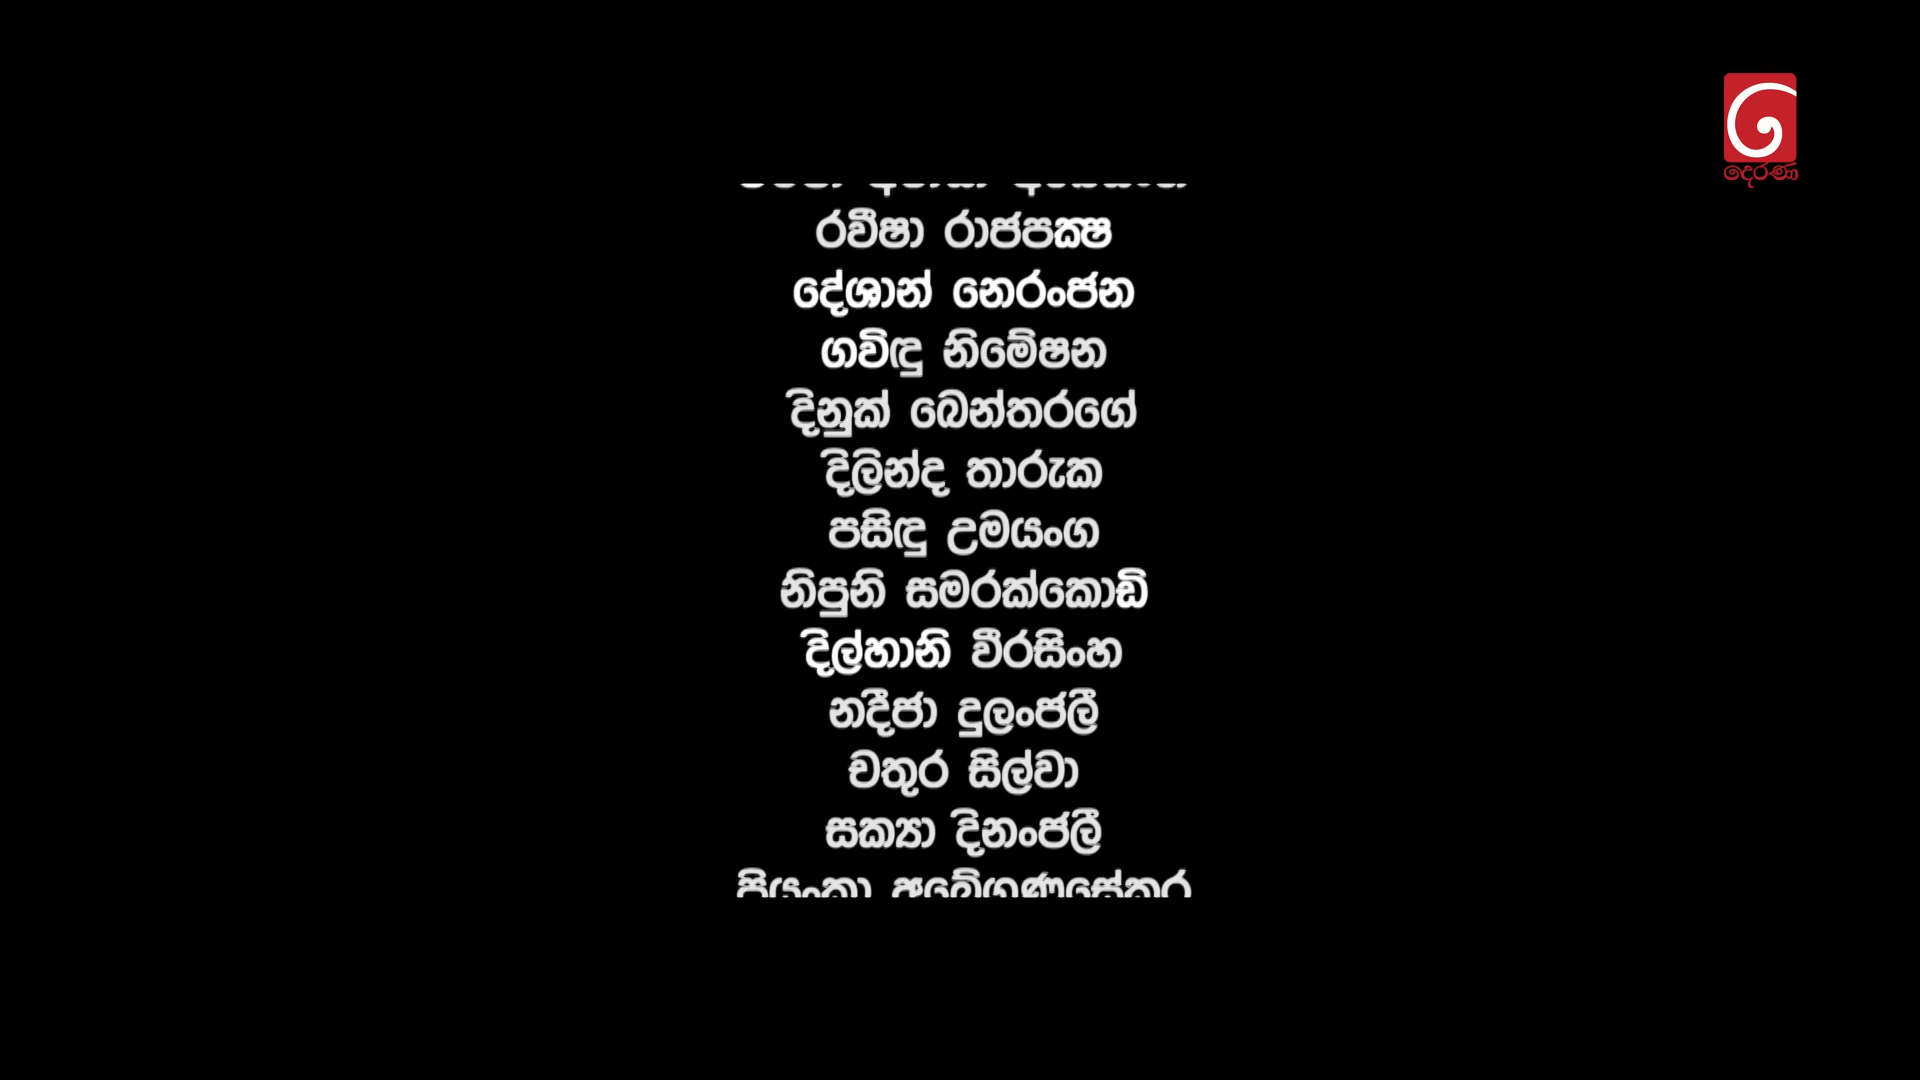 දෙරණ
රවීෂා රාජපක්ෂ
දේශාන් නෙරංජන
ගවිඳු නිමේෂන
දිනුක් බෙන්තරගේ
දිලින්ද තාරුක
පසිඳු උමයංග
නිපුනි සමරක්කොඩි
දිල්හානි වීරසිංහ
නදීජා දුලංජලී
චතුර සිල්වා
සක්‍යා දිනංජලී